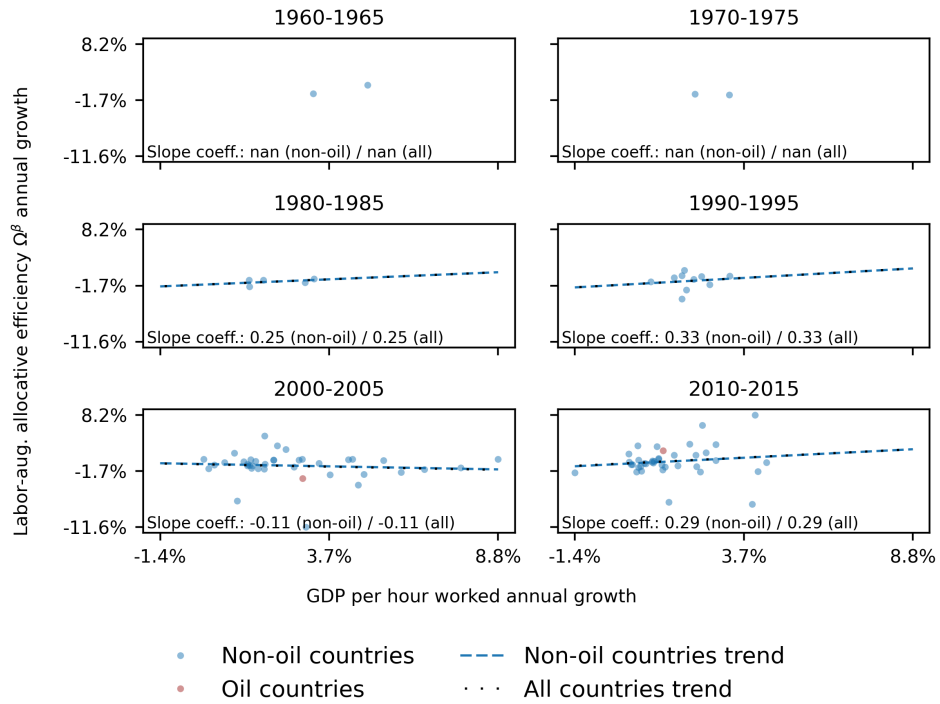 1960-1965
1970-1975
8.2%
-1.7%
-11.6%
Slope coeff.: nan (non-oil) / nan (all)
Slope coeff.: nan (non-oil) / nan (all)
1980-1985
1990-1995
8.2%
-1.7%
-11.6%
Slope coeff.: 0.25 (non-oil) / 0.25 (all)
Slope coeff.: 0.33 (non-oil) / 0.33 (all)
2000-2005
2010-2015
8.2%
-1.7%
-11.6%
Slope coeff.: -0.11 (non-oil) / -0.11 (all)
Slope coeff.: 0.29 (non-oil) / 0.29 (all)
-1.4%
3.7%
8.8%
-1.4%
3.7%
8.8%
Labor-aug. allocative efficiency Ω^β annual growth
GDP per hour worked annual growth
Non-oil countries
Oil countries
Non-oil countries trend
All countries trend